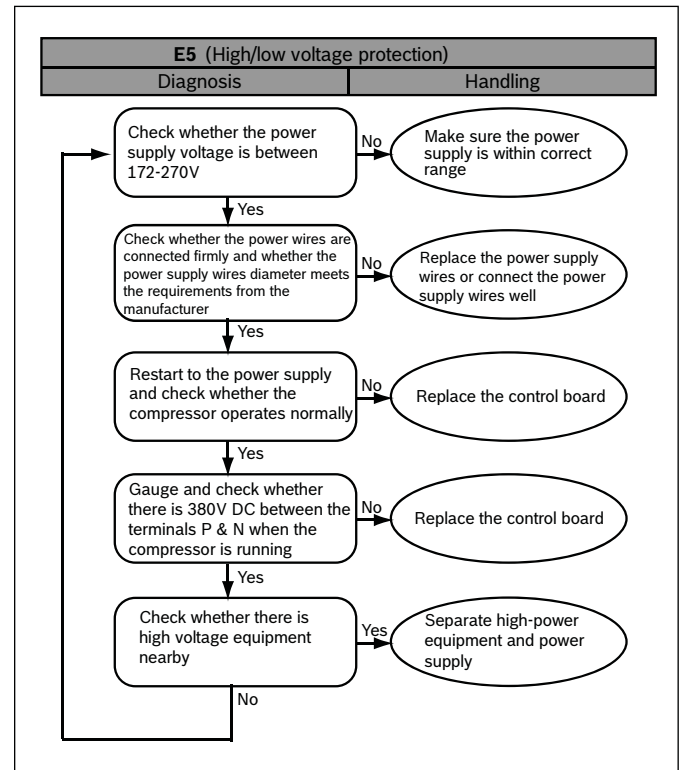 E5 (High/low voltage protection)
Diagnosis
Handling
Check whether the power
supply voltage is between
172-270V
No
Make sure the power
supply is within correct
range
Yes
Check whether the power wires are
connected firmly and whether the
power supply wires diameter meets
the requirements from the
manufacturer
No
Replace the power supply
wires or connect the power
supply wires well
Yes
Restart to the power supply
and check whether the
compressor operates normally
No
Replace the control board
Yes
Gauge and check whether
there is 380V DC between the
terminals P & N when the
compressor is running
No
Replace the control board
Yes
Check whether there is
high voltage equipment
nearby
Yes
Separate high-power
equipment and power
supply
No